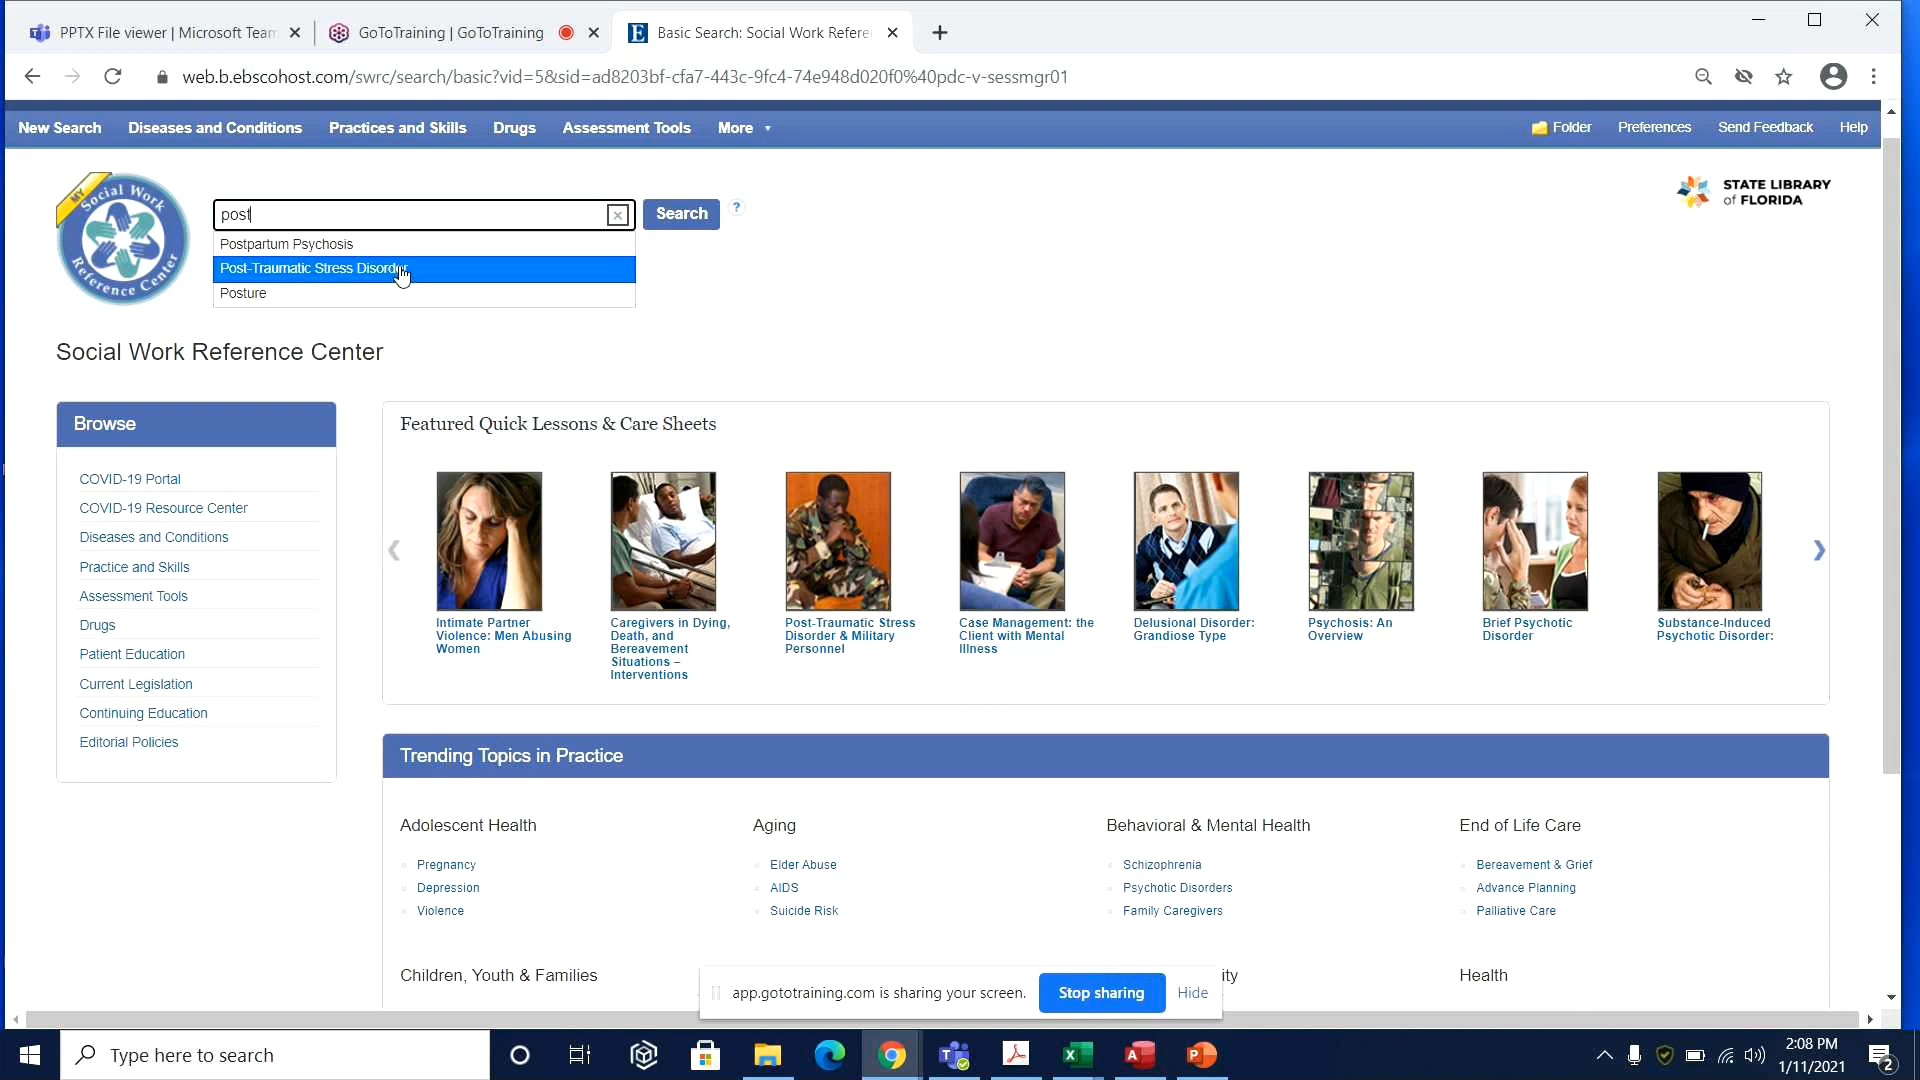 PPTX File viewer | Microsoft Team
GoToTraining | GoToTraining
Basic Search: Social Work Refere
web.b.ebscohost.com/swrc/search/basic?vid=5&sid=ad8203bf-cfa7-443c-9fc4-74e948d020f0%40pdc-v-sessmgr01
New Search Diseases and Conditions Practices and Skills Drugs Assessment Tools More
Folder Preferences Send Feedback Help
MY
Social Work Reference Center
post
Search
?
STATE LIBRARY
of FLORIDA
Postpartum Psychosis
Post-Traumatic Stress Disorder
Posture
Social Work Reference Center
Browse
COVID-19 Portal
COVID-19 Resource Center
Diseases and Conditions
Practice and Skills
Assessment Tools
Drugs
Patient Education
Current Legislation
Continuing Education
Editorial Policies
Featured Quick Lessons & Care Sheets
Intimate Partner
Violence: Men Abusing
Women
Caregivers in Dying,
Death, and
Bereavement
Situations –
Interventions
Post-Traumatic Stress
Disorder & Military
Personnel
Case Management: the
Client with Mental
Illness
Delusional Disorder:
Grandiose Type
Psychosis: An
Overview
Brief Psychotic
Disorder
Substance-Induced
Psychotic Disorder:
Trending Topics in Practice
Adolescent Health
Pregnancy
Depression
Violence
Aging
Elder Abuse
AIDS
Suicide Risk
Behavioral & Mental Health
Schizophrenia
Psychotic Disorders
Family Caregivers
End of Life Care
Bereavement & Grief
Advance Planning
Palliative Care
Children, Youth & Families
ity
Health
app.gototraining.com is sharing your screen.
Stop sharing
Hide
Type here to search
2:08 PM
1/11/2021
2